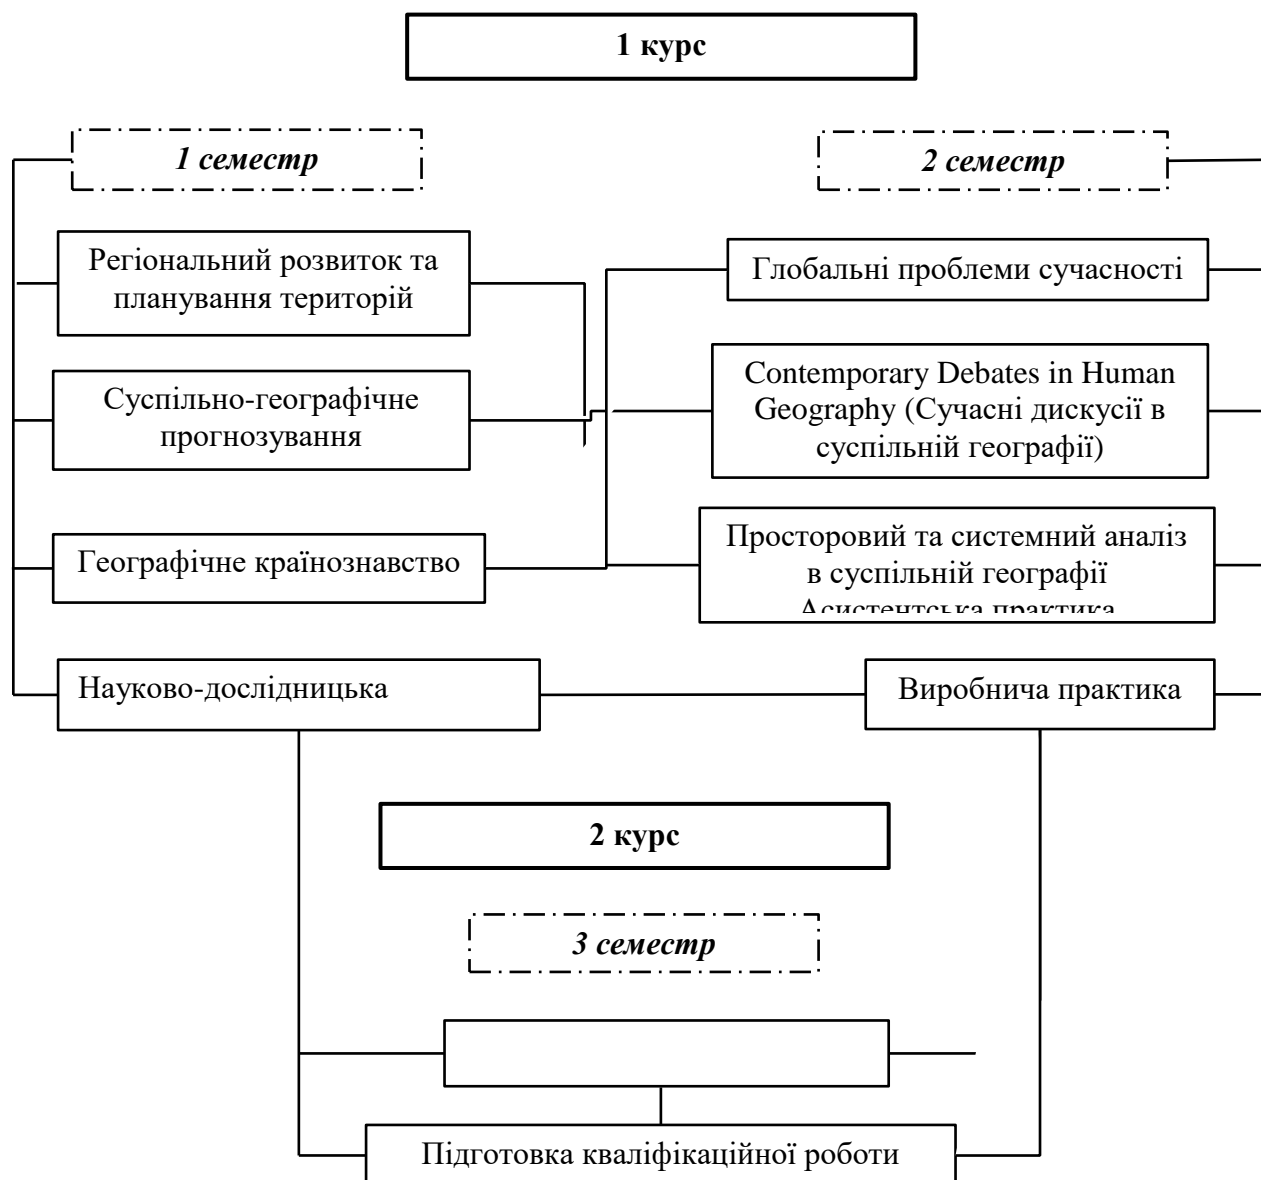 1 курс
1 семестр
2 семестр
Регіональний розвиток та
планування територій
Глобальні проблеми сучасності
Суспільно-географічне
прогнозування
Contemporary Debates in Human
Geography (Сучасні дискусії в
суспільній географії)
Географічне країнознавство
Просторовий та системний аналіз
в суспільній географії
Асистентська практика
Науково-дослідницька
Виробнича практика
2 курс
3 семестр
Підготовка кваліфікаційної роботи